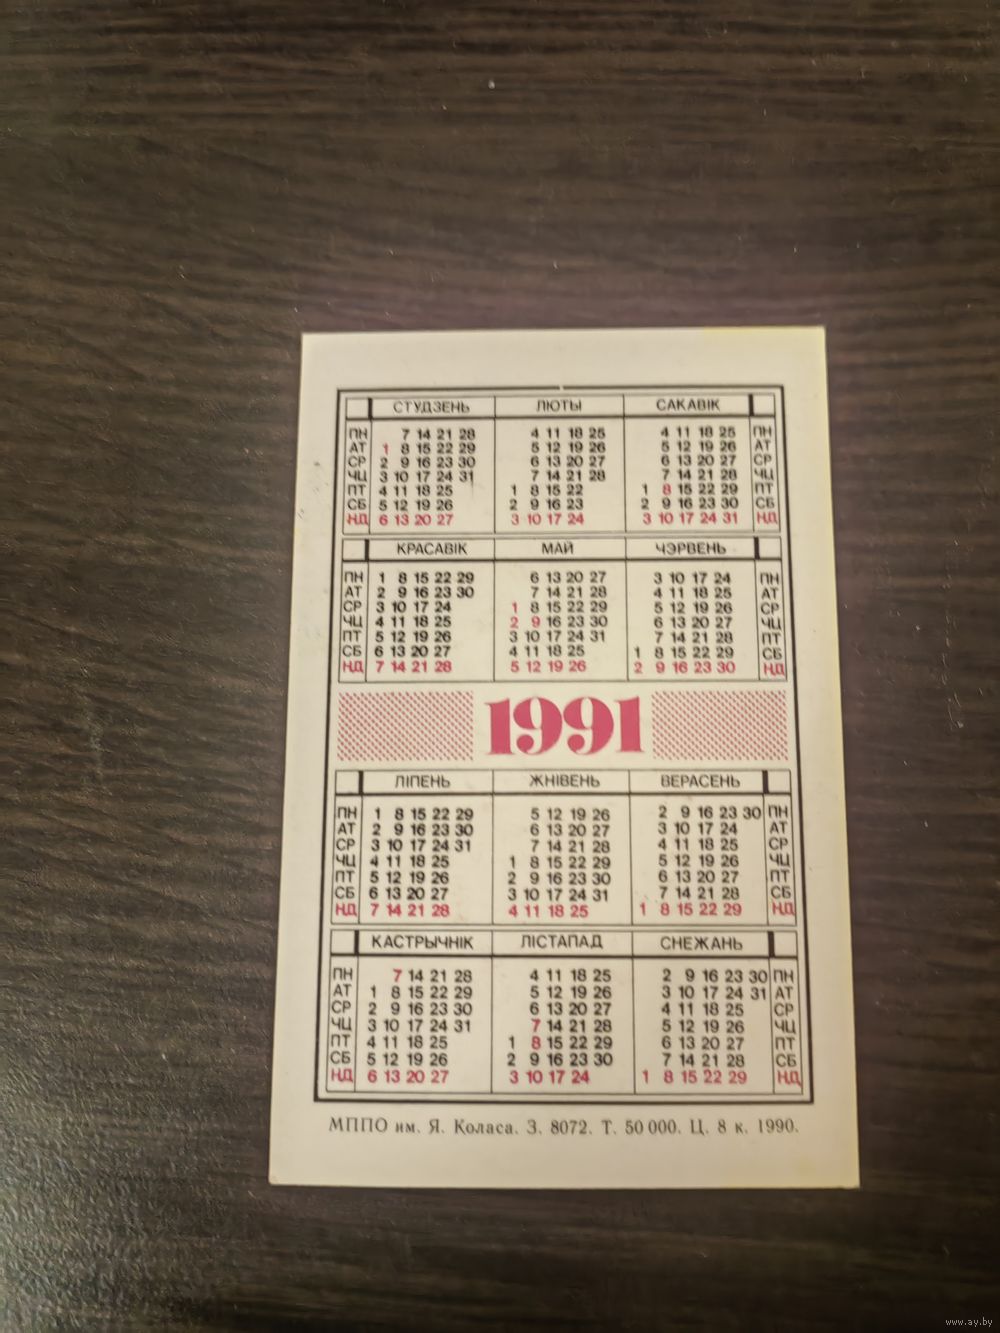 СТУДЗЕНЬ ЛЮТЫ САКАВІК
ПН 7 14 21 28 4 11 18 25 4 11 18 25 ПН
АТ 1 8 15 22 29 5 12 19 26 5 12 19 26 АТ
СР 2 9 16 23 30 6 13 20 27 6 13 20 27 СР
ЧЦ 3 10 17 24 31 7 14 21 28 7 14 21 28 ЧЦ
ПТ 4 11 18 25 1 8 15 22 1 8 15 22 29 ПТ
СБ 5 12 19 26 2 9 16 23 2 9 16 23 30 СБ
НД 6 13 20 27 3 10 17 24 3 10 17 24 31 НД
КРАСАВІК МАЙ ЧЭРВЕНЬ
ПН 1 8 15 22 29 6 13 20 27 3 10 17 24 ПН
АТ 2 9 16 23 30 7 14 21 28 4 11 18 25 АТ
СР 3 10 17 24 1 8 15 22 29 5 12 19 26 СР
ЧЦ 4 11 18 25 2 9 16 23 30 6 13 20 27 ЧЦ
ПТ 5 12 19 26 3 10 17 24 31 7 14 21 28 ПТ
СБ 6 13 20 27 4 11 18 25 1 8 15 22 29 СБ
НД 7 14 21 28 5 12 19 26 2 9 16 23 30 НД
1991
ЛІПЕНЬ ЖНІВЕНЬ ВЕРАСЕНЬ
ПН 1 8 15 22 29 5 12 19 26 2 9 16 23 30 ПН
АТ 2 9 16 23 30 6 13 20 27 3 10 17 24 АТ
СР 3 10 17 24 31 7 14 21 28 4 11 18 25 СР
ЧЦ 4 11 18 25 1 8 15 22 29 5 12 19 26 ЧЦ
ПТ 5 12 19 26 2 9 16 23 30 6 13 20 27 ПТ
СБ 6 13 20 27 3 10 17 24 31 7 14 21 28 СБ
НД 7 14 21 28 4 11 18 25 1 8 15 22 29 НД
КАСТРЫЧНІК ЛІСТАПАД СНЕЖАНЬ
ПН 7 14 21 28 4 11 18 25 2 9 16 23 30 ПН
АТ 1 8 15 22 29 5 12 19 26 3 10 17 24 31 АТ
СР 2 9 16 23 30 6 13 20 27 4 11 18 25 СР
ЧЦ 3 10 17 24 31 7 14 21 28 5 12 19 26 ЧЦ
ПТ 4 11 18 25 1 8 15 22 29 6 13 20 27 ПТ
СБ 5 12 19 26 2 9 16 23 30 7 14 21 28 СБ
НД 6 13 20 27 3 10 17 24 1 8 15 22 29 НД
МППО им. Я. Коласа. З. 8072. Т. 50 000. Ц. 8 к. 1990.
www.ay.by